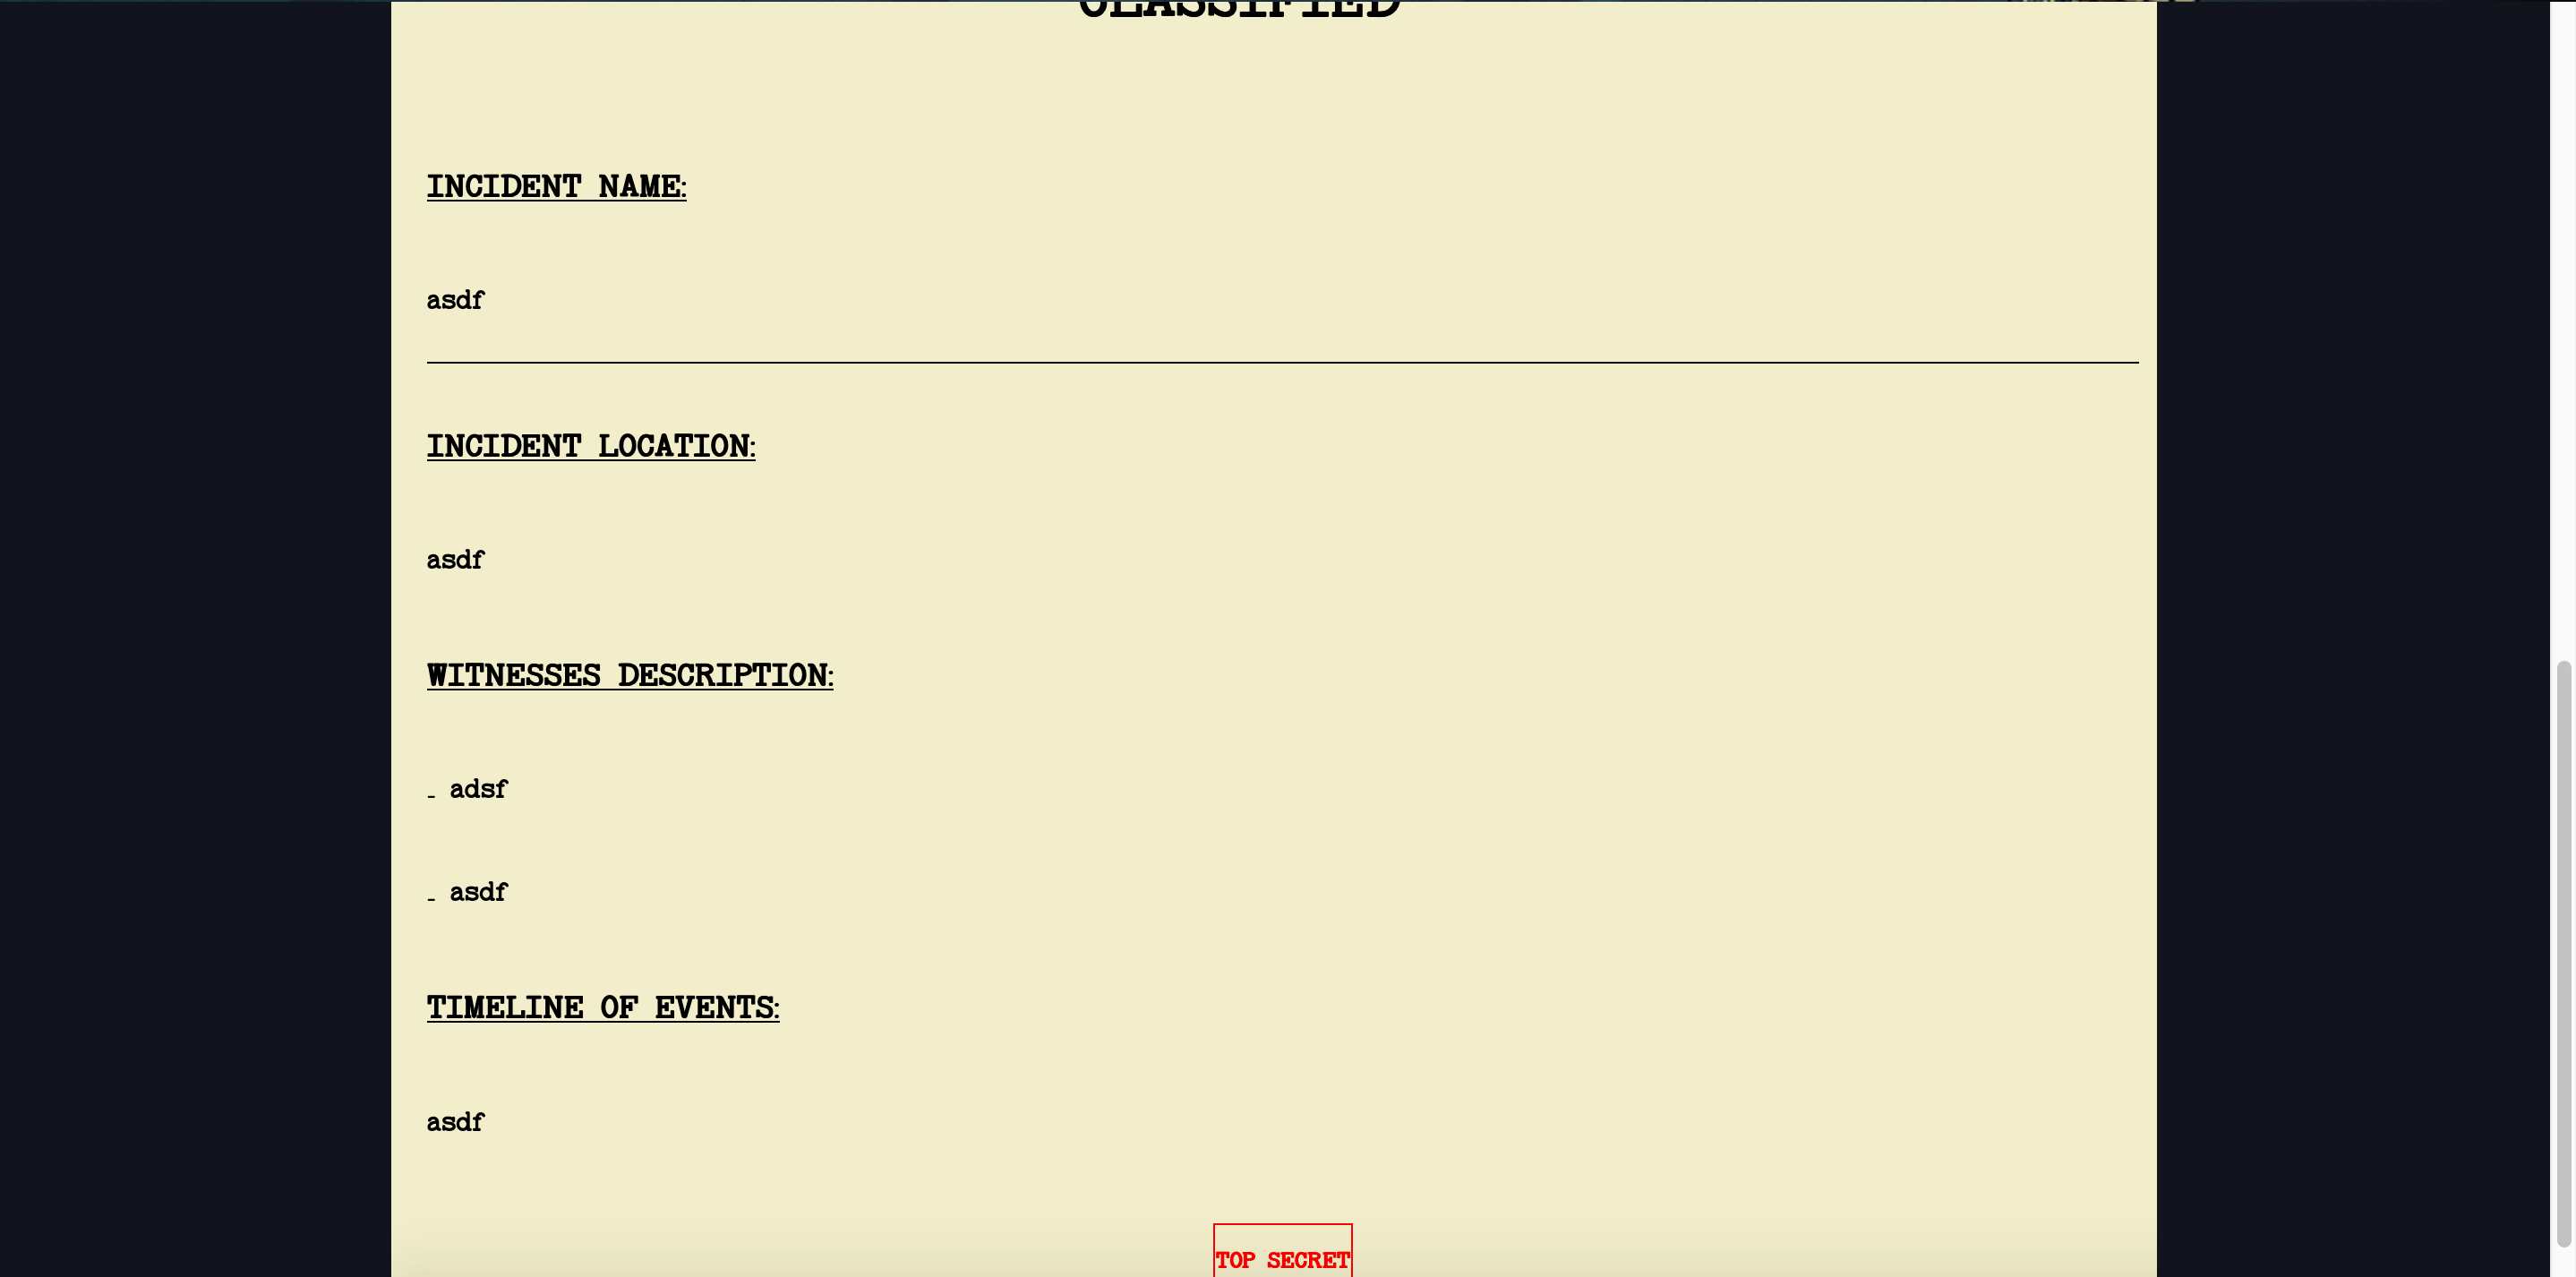 CLASSIFIED
INCIDENT NAME:
asdf
INCIDENT LOCATION:
asdf
WITNESSES DESCRIPTION:
- adsf
- asdf
TIMELINE OF EVENTS:
asdf
TOP SECRET